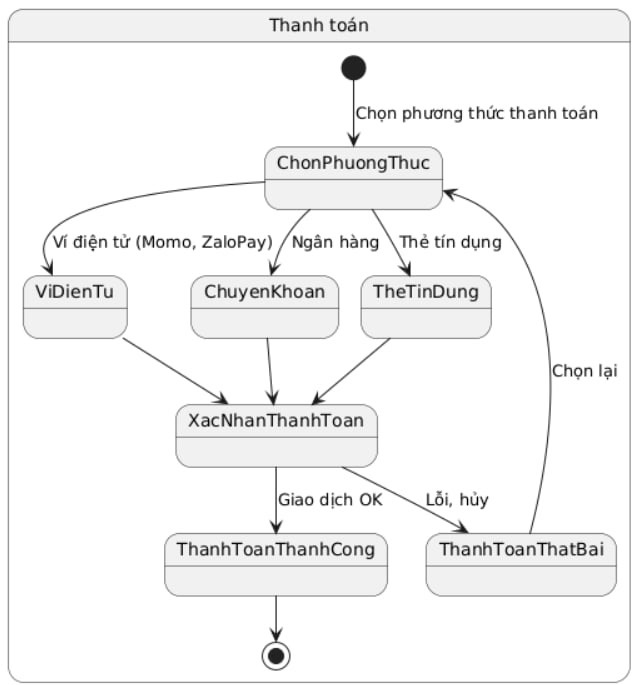 Thanh toán
Chọn phương thức thanh toán
ChonPhuongThuc
Ví điện tử (Momo, ZaloPay)
Ngân hàng
Thẻ tín dụng
ViDienTu
ChuyenKhoan
TheTinDung
Chọn lại
XacNhanThanhToan
Giao dịch OK
Lỗi, hủy
ThanhToanThanhCong
ThanhToanThatBai